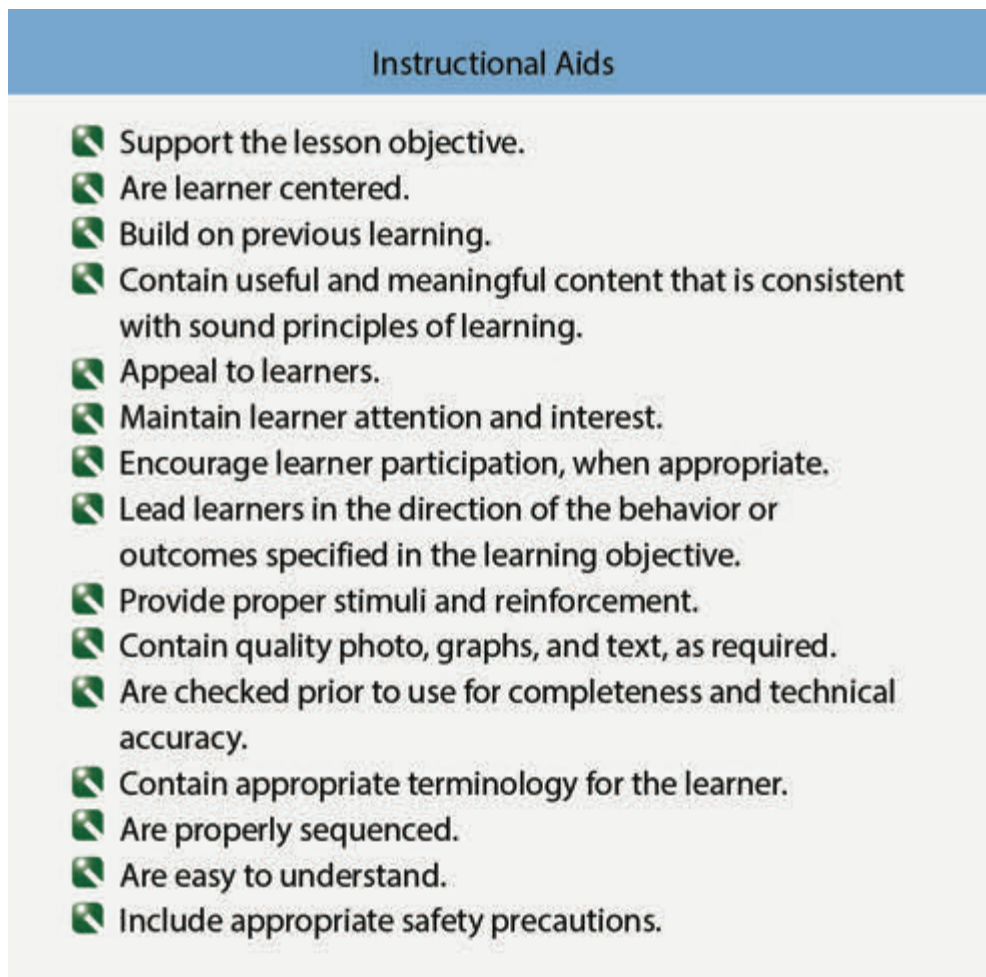 Instructional Aids
Support the lesson objective.
Are learner centered.
Build on previous learning.
Contain useful and meaningful content that is consistent
with sound principles of learning.
Appeal to learners.
Maintain learner attention and interest.
Encourage learner participation, when appropriate.
Lead learners in the direction of the behavior or
outcomes specified in the learning objective.
Provide proper stimuli and reinforcement.
Contain quality photo, graphs, and text, as required.
Are checked prior to use for completeness and technical
accuracy.
Contain appropriate terminology for the learner.
Are properly sequenced.
Are easy to understand.
Include appropriate safety precautions.